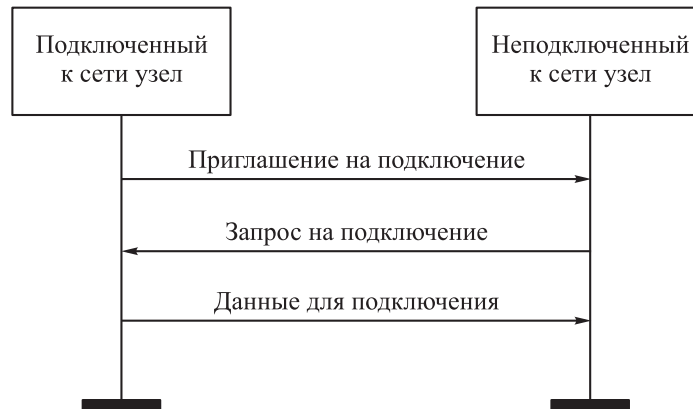 Подключенный
к сети узел
Неподключенный
к сети узел
Приглашение на подключение
Запрос на подключение
Данные для подключения